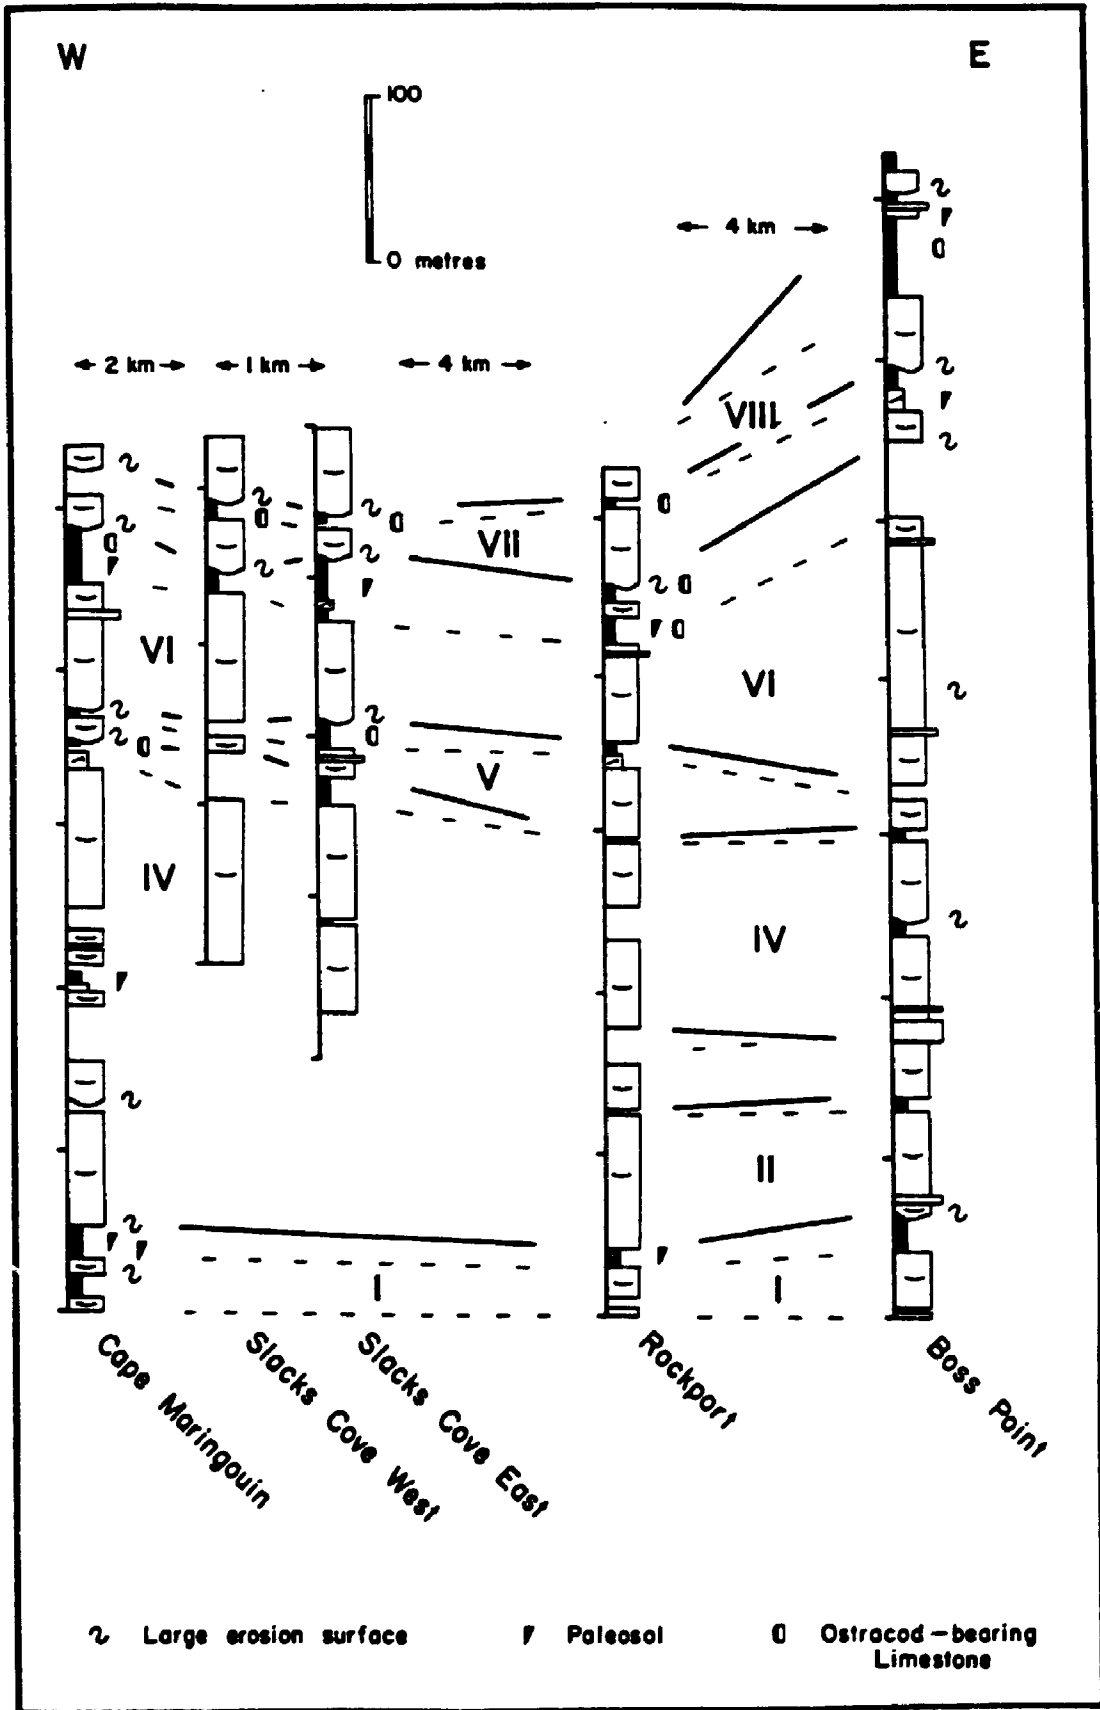 W
E
100
0 metres
4 km
2 km
1 km
4 km
VIII
VII
VI
VI
V
IV
IV
II
I
I
Cape Maringouin
Slacks Cove West
Slacks Cove East
Rockport
Boss Point
Large erosion surface
Paleosol
Ostracod-bearing
Limestone